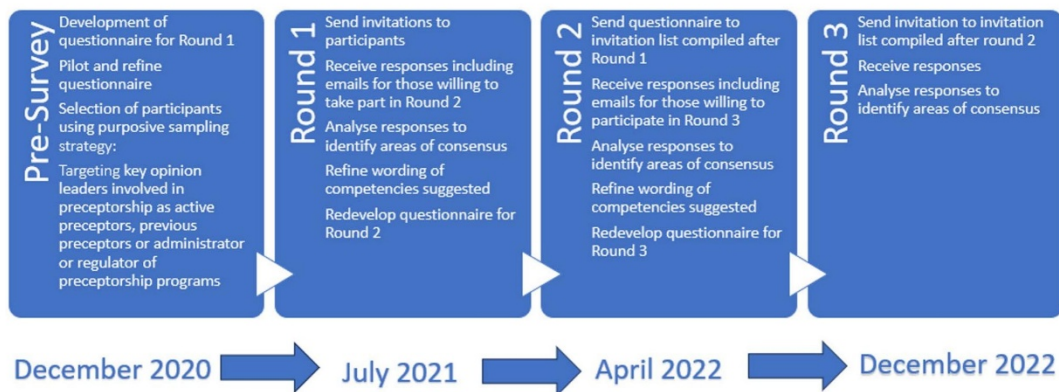 Pre-Survey
Development of
questionnaire for Round 1
Pilot and refine
questionnaire
Selection of participants
using purposive sampling
strategy:
Targeting key opinion
leaders involved in
preceptorship as active
preceptors, previous
preceptors or administrator
or regulator of
preceptorship programs
Round 1
Send invitations to
participants
Receive responses including
emails for those willing to
take part in Round 2
Analyse responses to
identify areas of consensus
Refine wording of
competencies suggested
Redevelop questionnaire for
Round 2
Round 2
Send questionnaire to
invitation list compiled after
Round 1
Receive responses including
emails for those willing to
participate in Round 3
Analyse responses to
identify areas of consensus
Refine wording of
competencies suggested
Redevelop questionnaire for
Round 3
Round 3
Send invitation to invitation
list compiled after round 2
Receive responses
Analyse responses to
identify areas of consensus
December 2020
July 2021
April 2022
December 2022